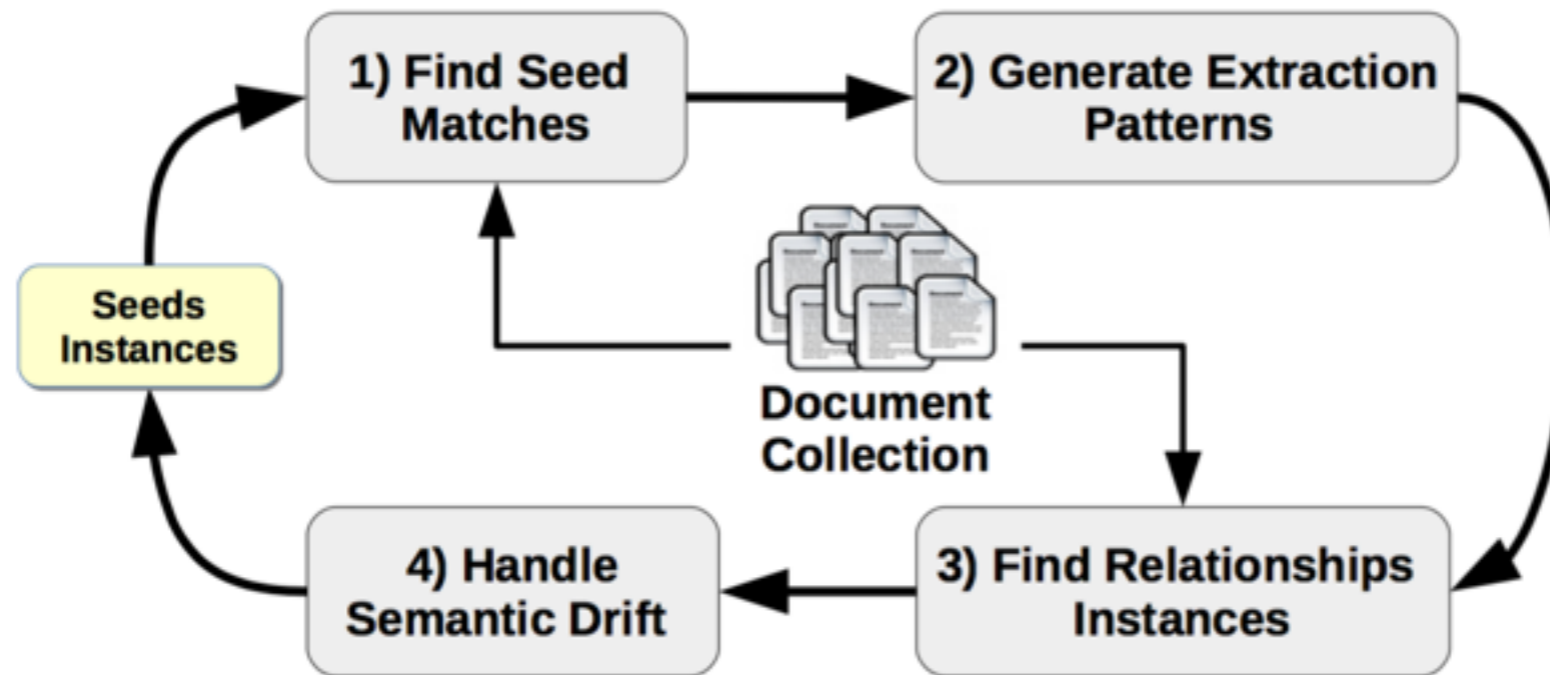 1) Find Seed
Matches
2) Generate Extraction
Patterns
Seeds
Instances
Document
Collection
4) Handle
Semantic Drift
3) Find Relationships
Instances